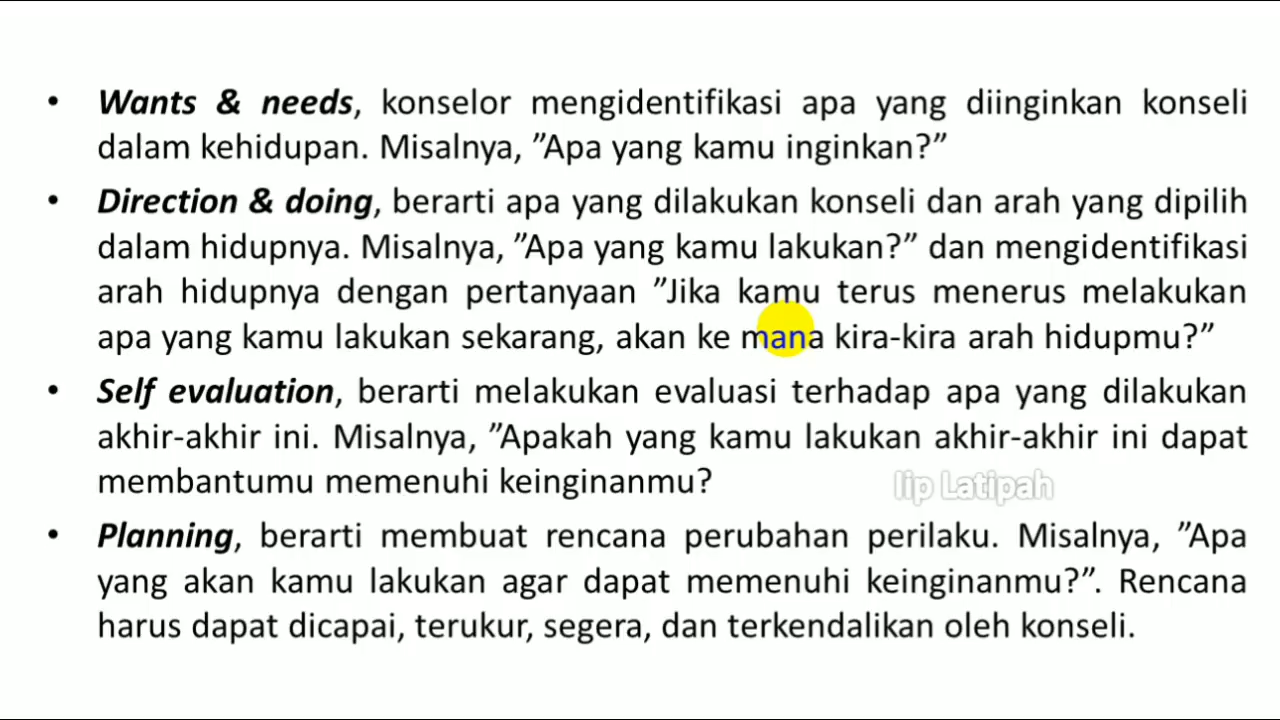 • Wants & needs, konselor mengidentifikasi apa yang diinginkan konseli
dalam kehidupan. Misalnya, ”Apa yang kamu inginkan?”
• Direction & doing, berarti apa yang dilakukan konseli dan arah yang dipilih
dalam hidupnya. Misalnya, ”Apa yang kamu lakukan?” dan mengidentifikasi
arah hidupnya dengan pertanyaan ”Jika kamu terus menerus melakukan
apa yang kamu lakukan sekarang, akan ke mana kira-kira arah hidupmu?”
• Self evaluation, berarti melakukan evaluasi terhadap apa yang dilakukan
akhir-akhir ini. Misalnya, ”Apakah yang kamu lakukan akhir-akhir ini dapat
membantumu memenuhi keinginanmu?
Iip Latipah
• Planning, berarti membuat rencana perubahan perilaku. Misalnya, ”Apa
yang akan kamu lakukan agar dapat memenuhi keinginanmu?”. Rencana
harus dapat dicapai, terukur, segera, dan terkendalikan oleh konseli.